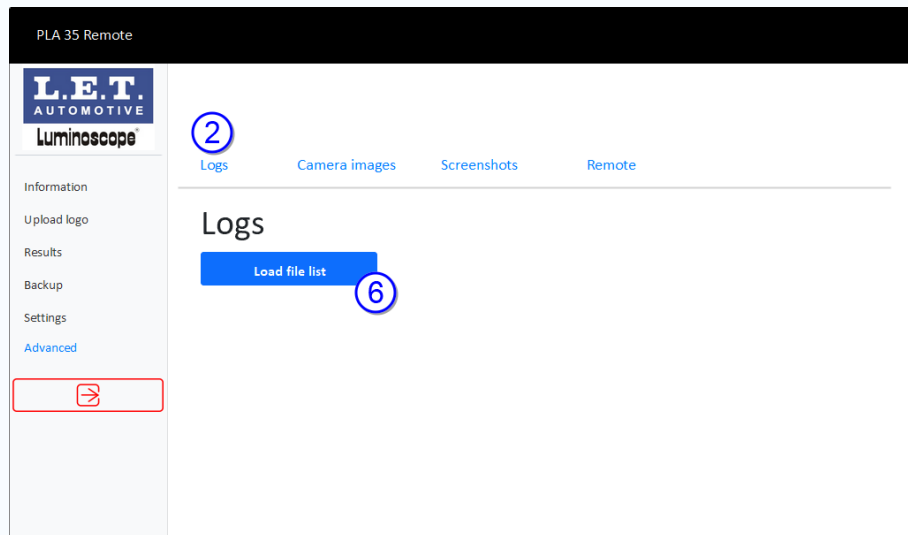 PLA 35 Remote
L.E.T.
AUTOMOTIVE
Luminoscope®
Information
Upload logo
Results
Backup
Settings
Advanced
2
Logs Camera images Screenshots Remote
Logs
Load file list
6